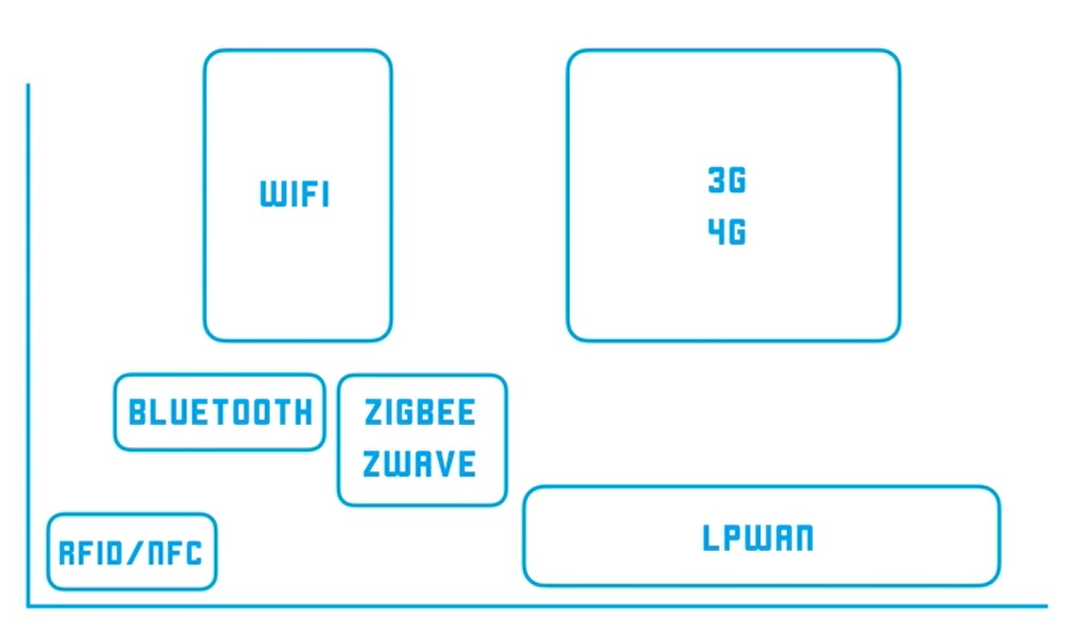 WIFI
3G
4G
BLUETOOTH
ZIGBEE
ZWAVE
RFID/NFC
LPWAN